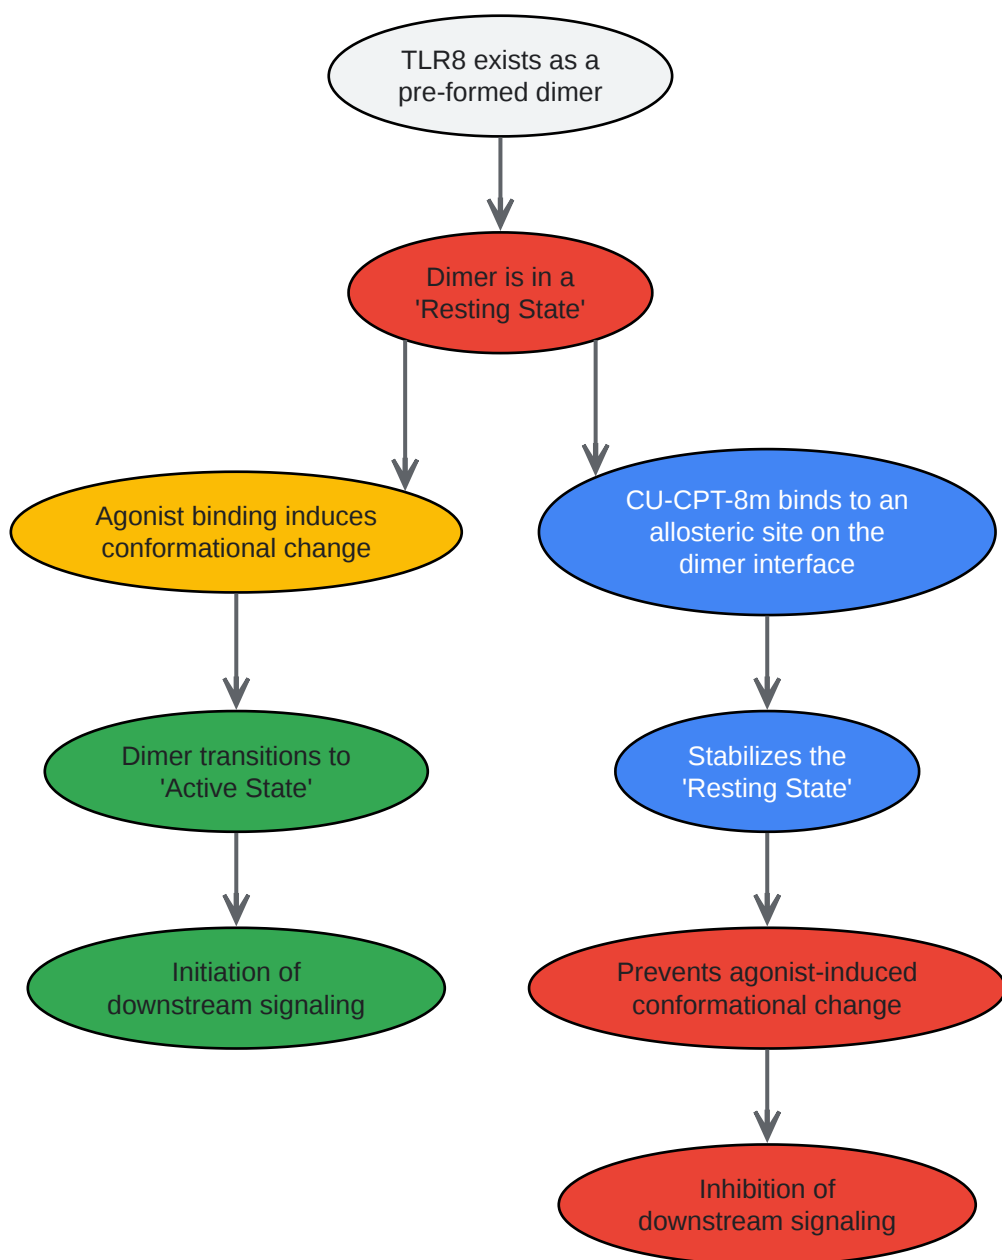 TLR8 exists as a
pre-formed dimer
Dimer is in a
'Resting State'
Agonist binding induces
conformational change
CU-CPT-8m binds to an
allosteric site on the
dimer interface
Dimer transitions to
'Active State'
Stabilizes the
'Resting State'
Initiation of
downstream signaling
Prevents agonist-induced
conformational change
Inhibition of
downstream signaling